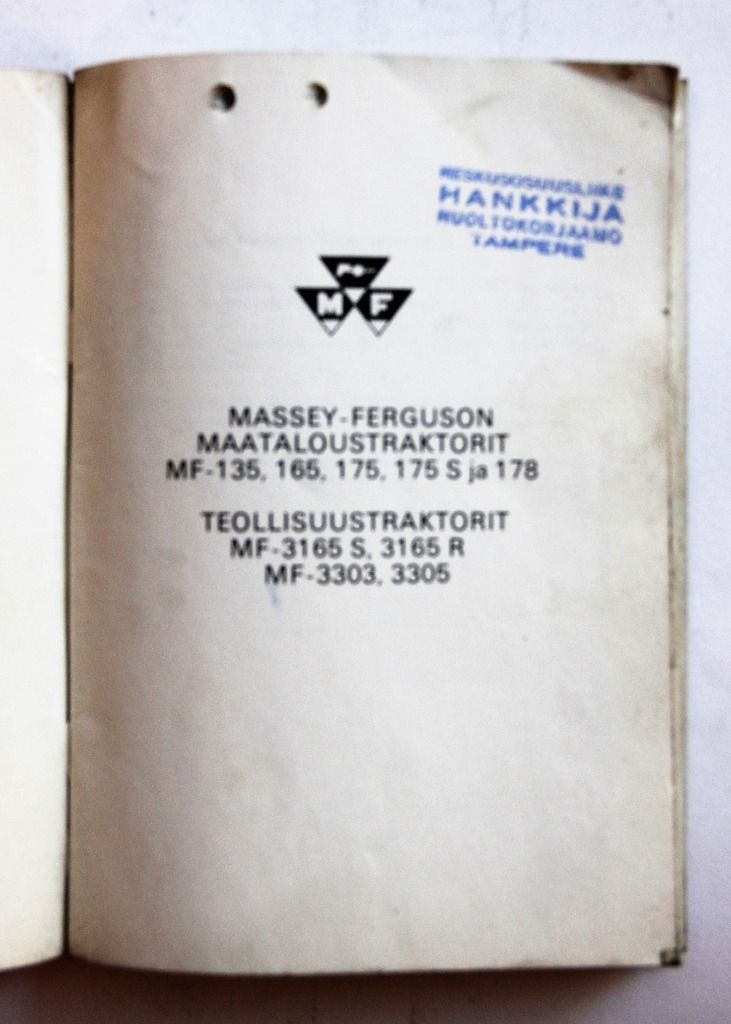 KESKUSOSUUSLIIKE
HANKKIJA
HUOLTOKORJAAMO
TAMPERE
M F
MASSEY-FERGUSON
MAATALOUSTRAKTORIT
MF-135, 165, 175, 175 S ja 178
TEOLLISUUSTRAKTORIT
MF-3165 S, 3165 R
MF-3303, 3305